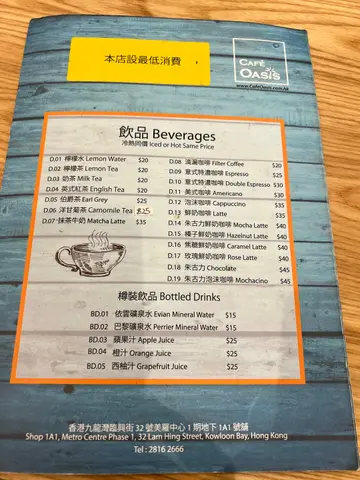 本店設最低消費
CAFÉ
OASIS
www.CafeOasis.com.hk
飲品 Beverages
冷熱同價 Iced or Hot Same Price
D.01 檸檬水 Lemon Water $20
D.02 檸檬茶 Lemon Tea $20
D.03 奶茶 Milk Tea $20
D.04 英式紅茶 English Tea $20
D.05 伯爵茶 Earl Grey $20
D.06 洋甘菊茶 Camomile Tea $25
D.07 抹茶牛奶 Matcha Latte $35
D.08 滴漏咖啡 Filter Coffee $20
D.09 意式特濃咖啡 Espresso $25
D.10 意式特濃咖啡 Double Espresso $30
D.11 美式咖啡 Americano $30
D.12 泡沫咖啡 Cappuccino $35
D.13 鮮奶咖啡 Latte $35
D.14 朱古力鮮奶咖啡 Mocha Latte $40
D.15 榛子鮮奶咖啡 Hazelnut Latte $40
D.16 焦糖鮮奶咖啡 Caramel Latte $40
D.17 玫瑰鮮奶咖啡 Rose Latte $40
D.18 朱古力 Chocolate $45
D.19 朱古力泡沫咖啡 Mochacino $45
樽裝飲品 Bottled Drinks
BD.01 依雲礦泉水 Evian Mineral Water $15
BD.02 巴黎礦泉水 Perrier Mineral Water $15
BD.03 蘋果汁 Apple Juice $25
BD.04 橙汁 Orange Juice $25
BD.05 西柚汁 Grapefruit Juice $25
香港九龍灣臨興街 32 號美羅中心 1 期地下 1A1 號舖
Shop 1A1, Metro Centre Phase 1, 32 Lam Hing Street, Kowloon Bay, Hong Kong
Tel : 2816 2666